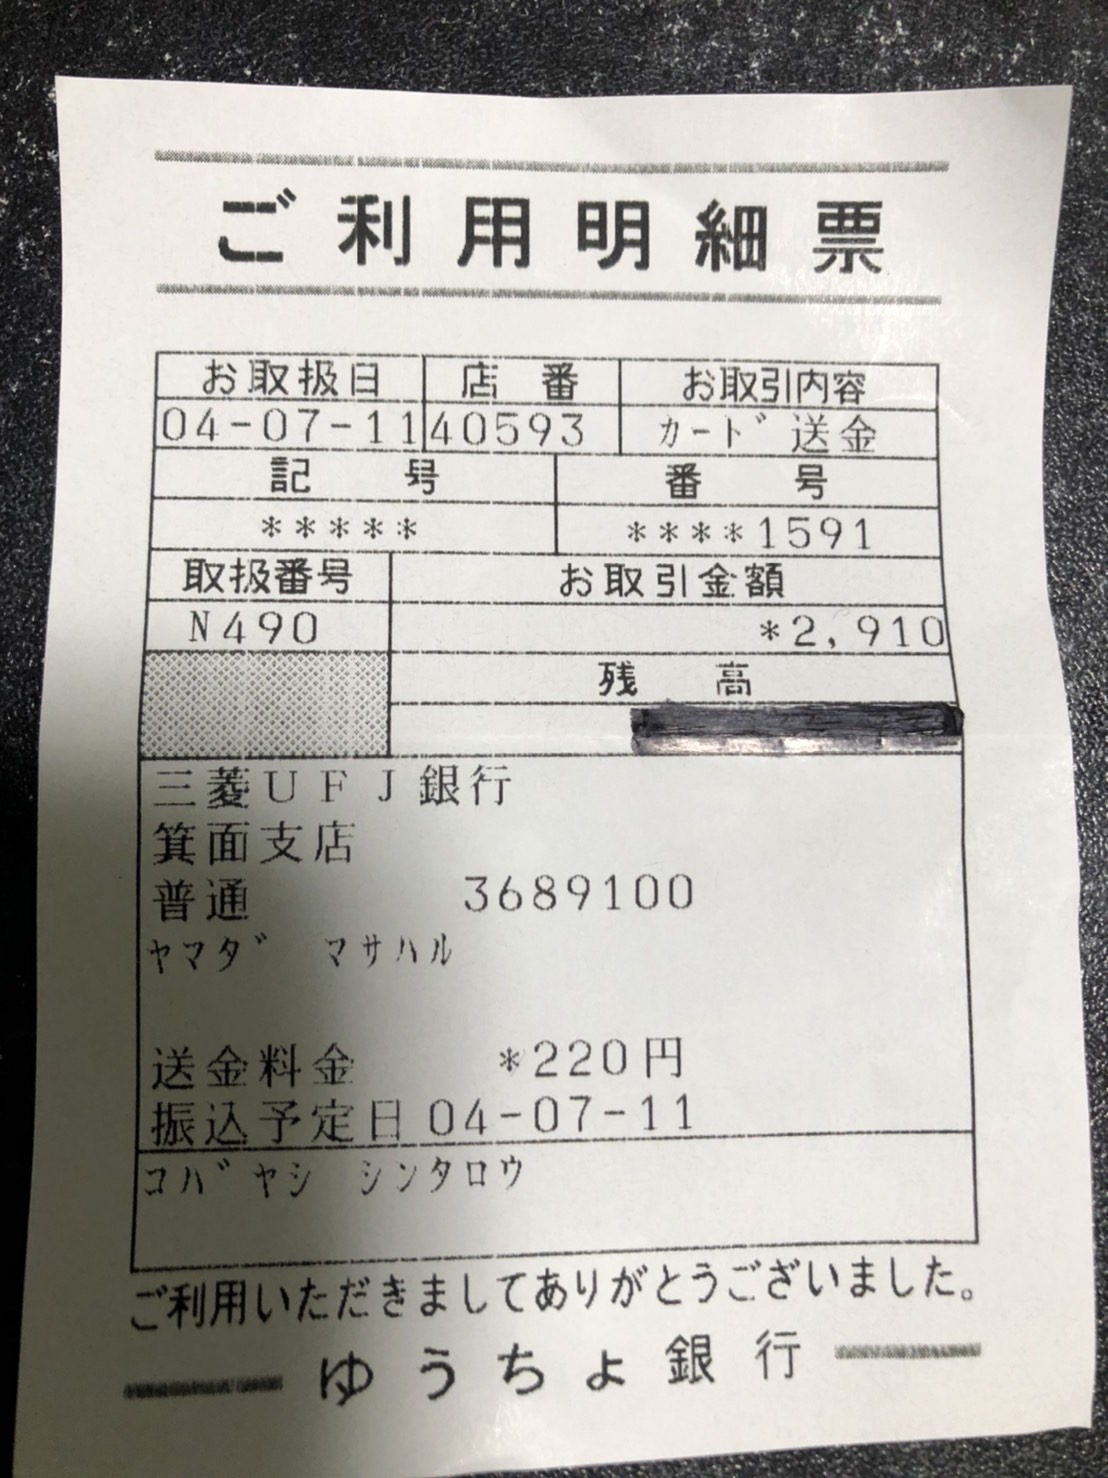 ご利用明細票
お取扱日 店番 お取引内容
04-07-11 40593 カード送金
記号 番号
***** ****1591
取扱番号 お取引金額
N490 *2,910
残高
三菱UFJ銀行
箕面支店
普通 3689100
ヤマダ マサハル
送金料金 *220円
振込予定日 04-07-11
コバヤシ シンタロウ
ご利用いただきましてありがとうございました。
ゆうちょ銀行